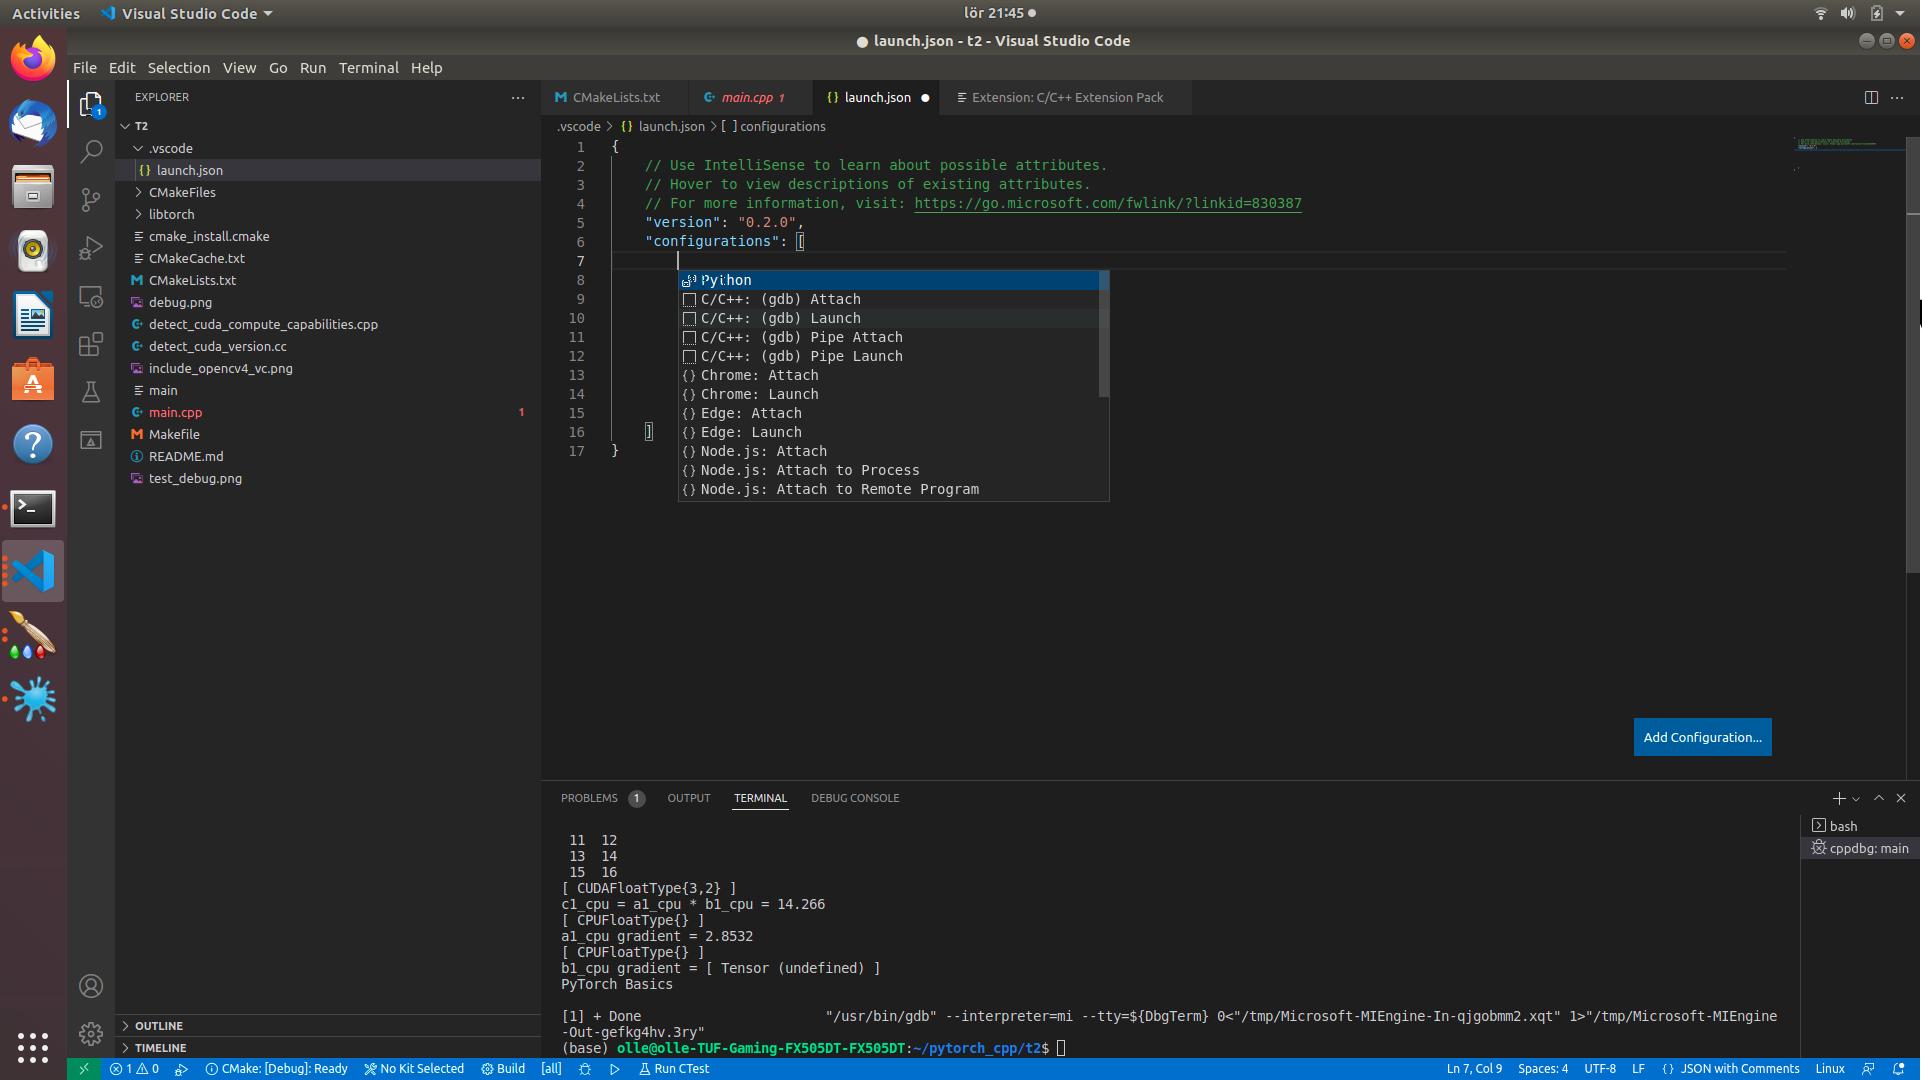 Activities
Visual Studio Code
lör 21:45
launch.json - t2 - Visual Studio Code
File Edit Selection View Go Run Terminal Help
EXPLORER
T2
.vscode
launch.json
CMakeFiles
libtorch
cmake_install.cmake
CMakeCache.txt
CMakeLists.txt
debug.png
detect_cuda_compute_capabilities.cpp
detect_cuda_version.cc
include_opencv4_vc.png
main
main.cpp 1
Makefile
README.md
test_debug.png
OUTLINE
TIMELINE
1
CMakeLists.txt
main.cpp 1
{} launch.json
Extension: C/C++ Extension Pack
.vscode > {} launch.json > [ ] configurations
1 {
2 // Use IntelliSense to learn about possible attributes.
3 // Hover to view descriptions of existing attributes.
4 // For more information, visit: https://go.microsoft.com/fwlink/?linkid=830387
5 "version": "0.2.0",
6 "configurations": [
7
8
9
10
11
12
13
14
15
16 ]
17 }
Python
C/C++: (gdb) Attach
C/C++: (gdb) Launch
C/C++: (gdb) Pipe Attach
C/C++: (gdb) Pipe Launch
{} Chrome: Attach
{} Chrome: Launch
{} Edge: Attach
{} Edge: Launch
{} Node.js: Attach
{} Node.js: Attach to Process
{} Node.js: Attach to Remote Program
Add Configuration...
PROBLEMS 1 OUTPUT TERMINAL DEBUG CONSOLE
11 12
13 14
15 16
[ CUDAFloatType{3,2} ]
c1_cpu = a1_cpu * b1_cpu = 14.266
[ CPUFloatType{} ]
a1_cpu gradient = 2.8532
[ CPUFloatType{} ]
b1_cpu gradient = [ Tensor (undefined) ]
PyTorch Basics
[1] + Done "/usr/bin/gdb" --interpreter=mi --tty=${DbgTerm} 0<"/tmp/Microsoft-MIEngine-In-qjgobmm2.xqt" 1>"/tmp/Microsoft-MIEngine
-Out-gefkg4hv.3ry"
(base) olle@olle-TUF-Gaming-FX505DT-FX505DT:~/pytorch_cpp/t2$
bash
cppdbg: main
1 0 CMake: [Debug]: Ready No Kit Selected Build [all] Run CTest
Ln 7, Col 9 Spaces: 4 UTF-8 LF {} JSON with Comments Linux